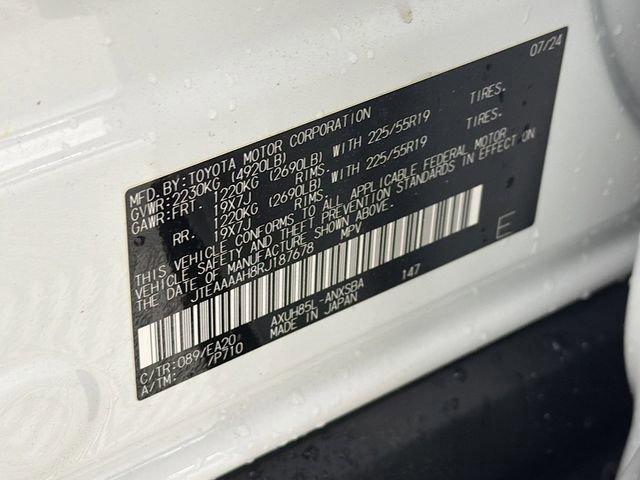 07/24
MFD.BY:TOYOTA MOTOR CORPORATION
GVWR:2230KG (4920LB)
GAWR:FRT. 1220KG (2690LB) WITH 225/55R19 TIRES.
19X7J RIMS.
RR. 1220KG (2690LB) WITH 225/55R19 TIRES.
19X7J RIMS.
THIS VEHICLE CONFORMS TO ALL APPLICABLE FEDERAL MOTOR
VEHICLE SAFETY AND THEFT PREVENTION STANDARDS IN EFFECT ON
THE DATE OF MANUFACTURE SHOWN ABOVE.
JTEAAAAH8RJ187678 MPV E
C/TR:089/EA20 AXUH85L-ANXSBA 147
A/TM: /P710 MADE IN JAPAN